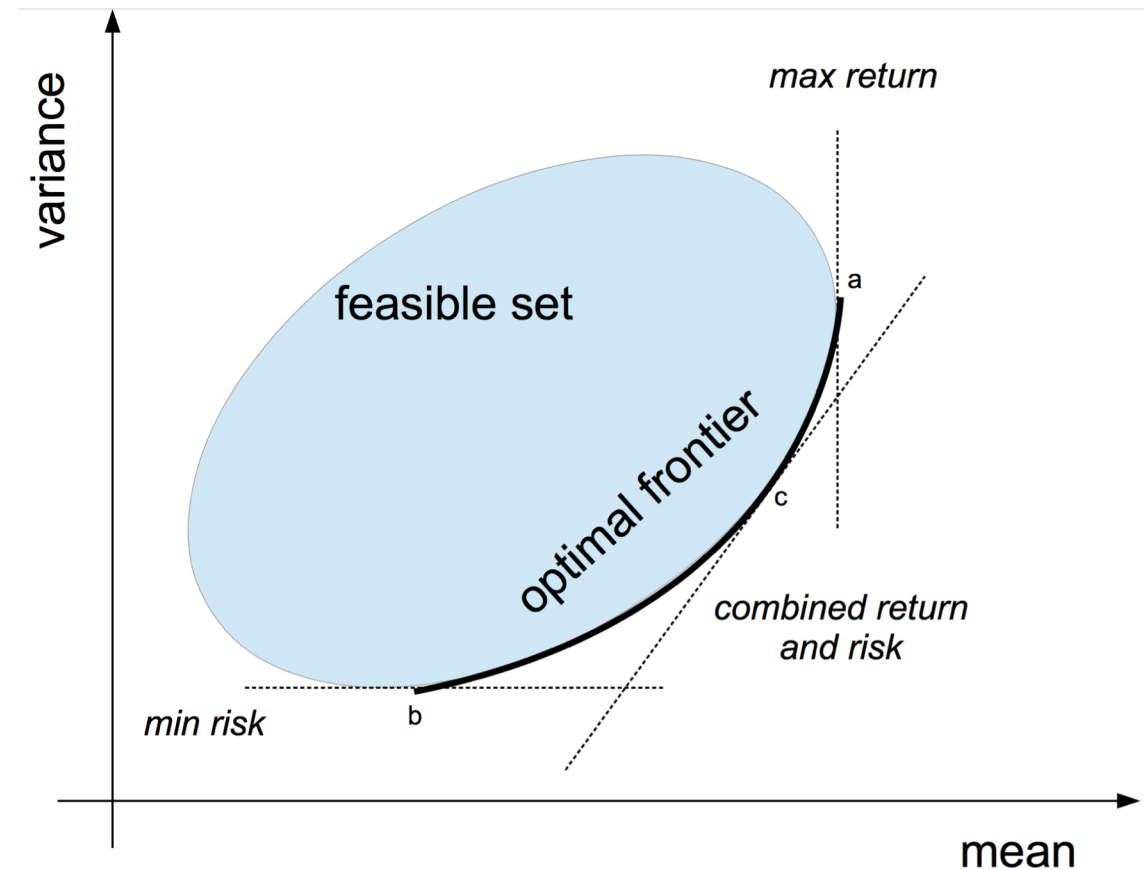 variance
max return
a
feasible set
optimal frontier
c
combined return
and risk
min risk
b
mean